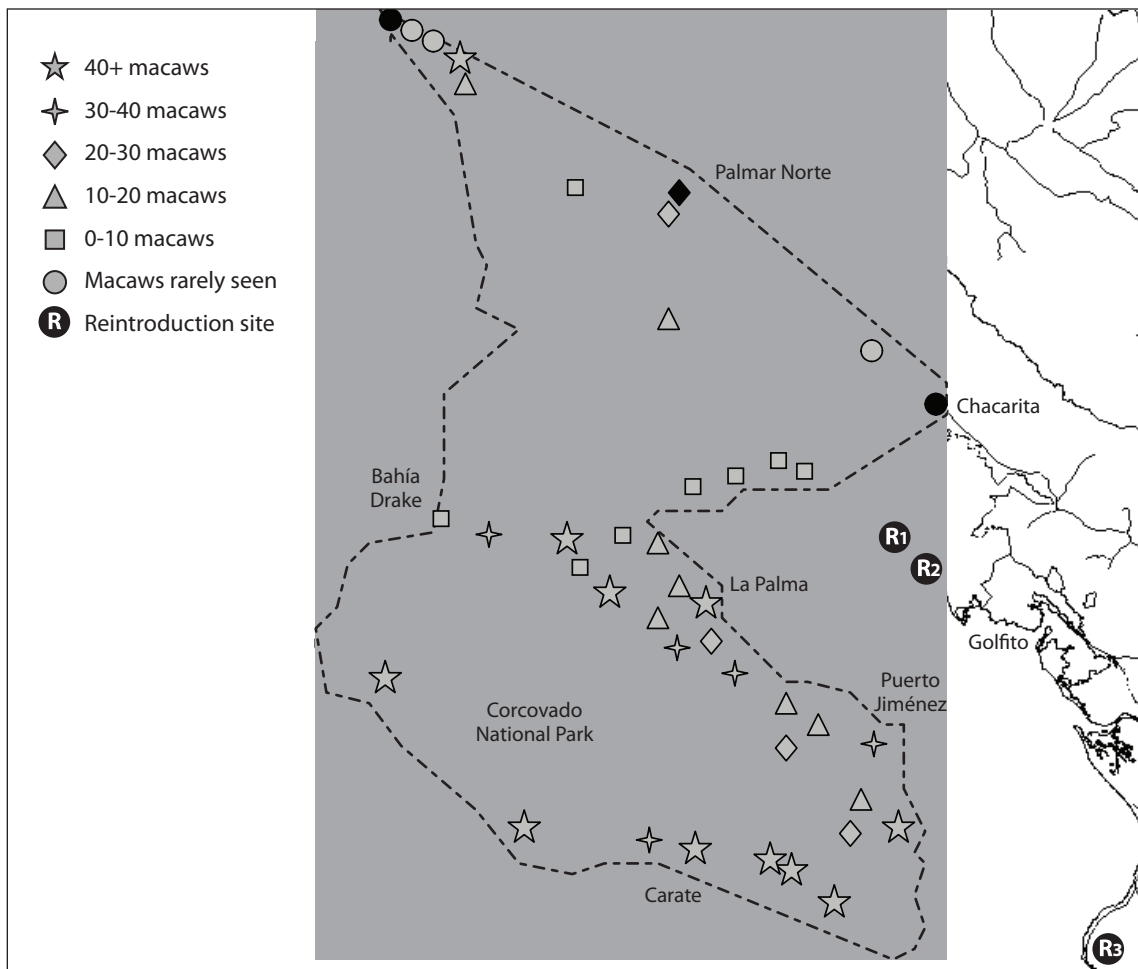 40+ macaws
30-40 macaws
20-30 macaws
10-20 macaws
0-10 macaws
Macaws rarely seen
R Reintroduction site
Palmar Norte
Chacarita
Bahía
Drake
R1
R2
La Palma
Golfito
Puerto
Jiménez
Corcovado
National Park
Carate
R3